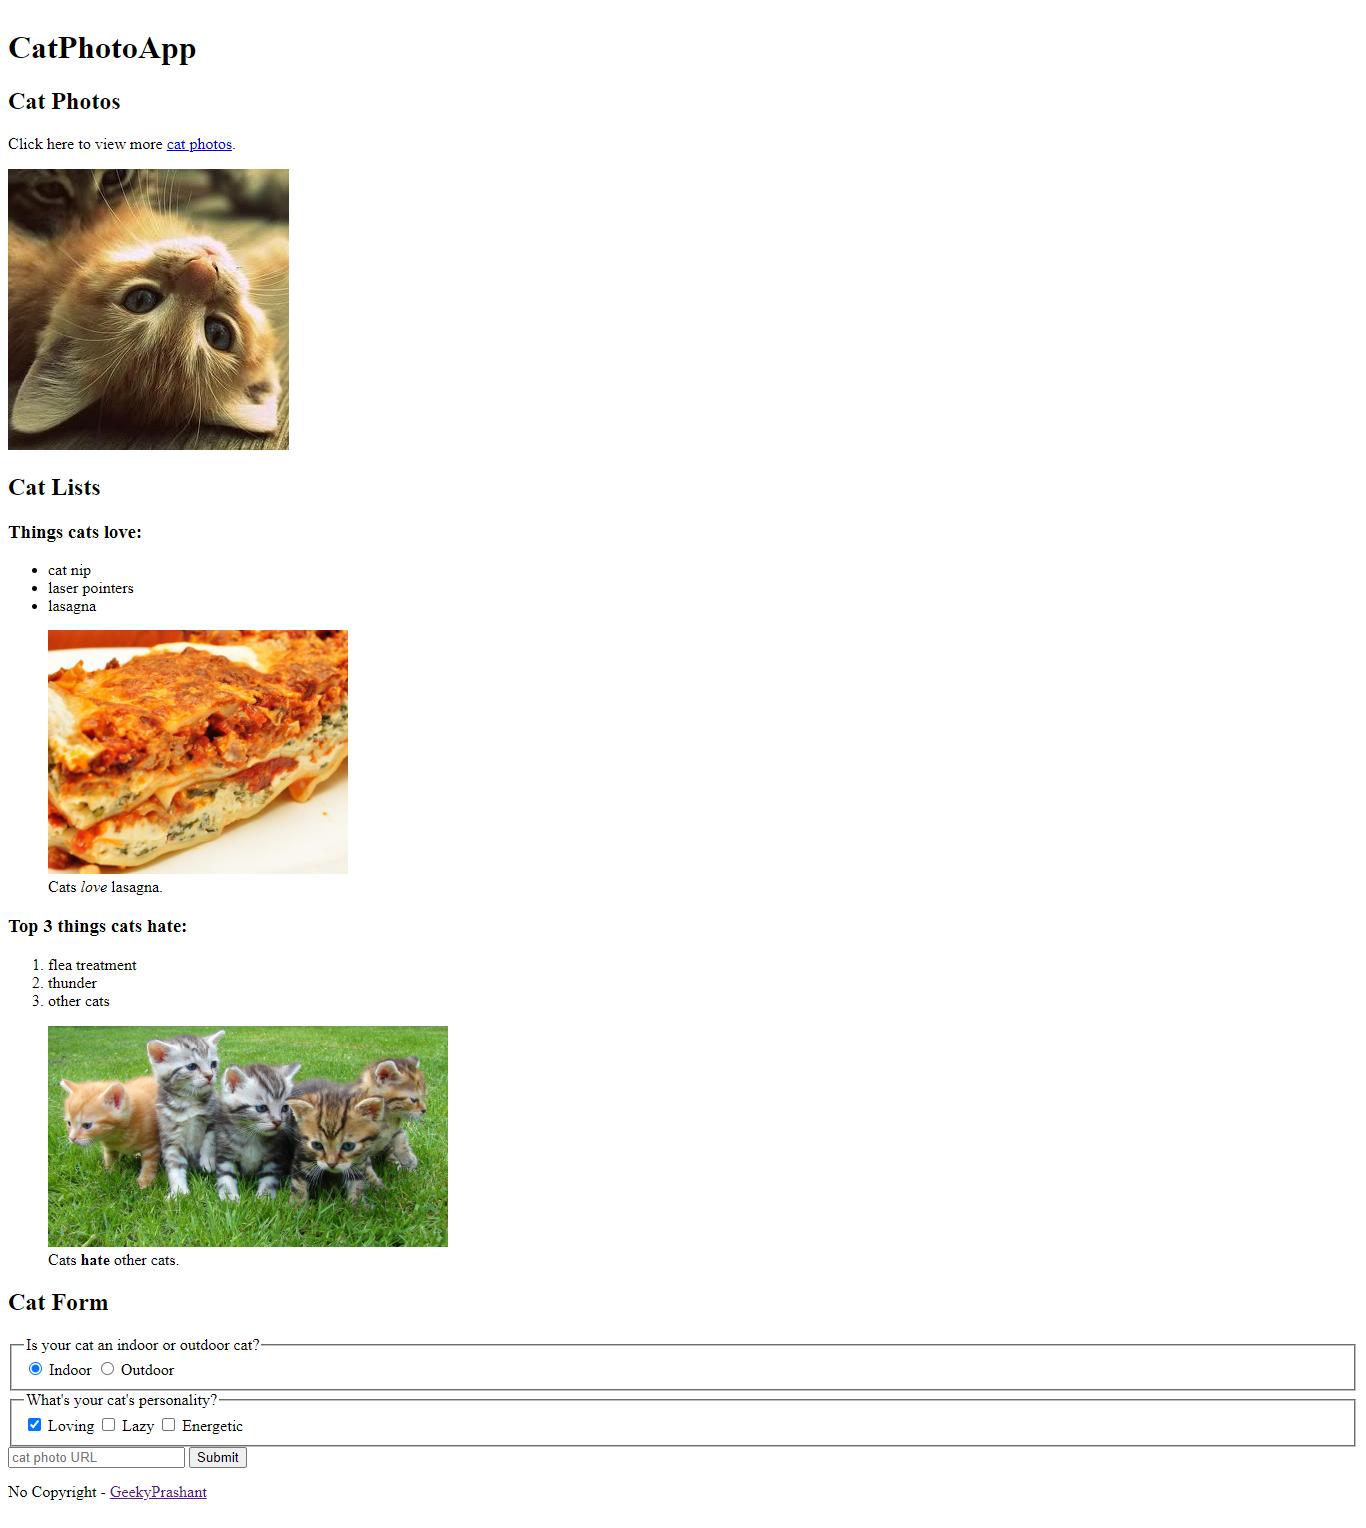 CatPhotoApp
Cat Photos
Click here to view more cat photos.
Cat Lists
Things cats love:
• cat nip
• laser pointers
• lasagna
Cats love lasagna.
Top 3 things cats hate:
1. flea treatment
2. thunder
3. other cats
Cats hate other cats.
Cat Form
Is your cat an indoor or outdoor cat?
Indoor Outdoor
What's your cat's personality?
Loving Lazy Energetic
cat photo URL Submit
No Copyright - GeekyPrashant